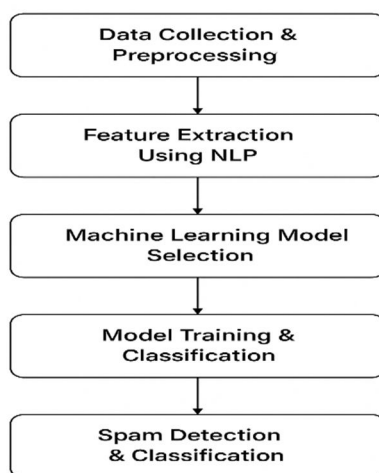 Data Collection &
Preprocessing
Feature Extraction
Using NLP
Machine Learning Model
Selection
Model Training &
Classification
Spam Detection
& Classification